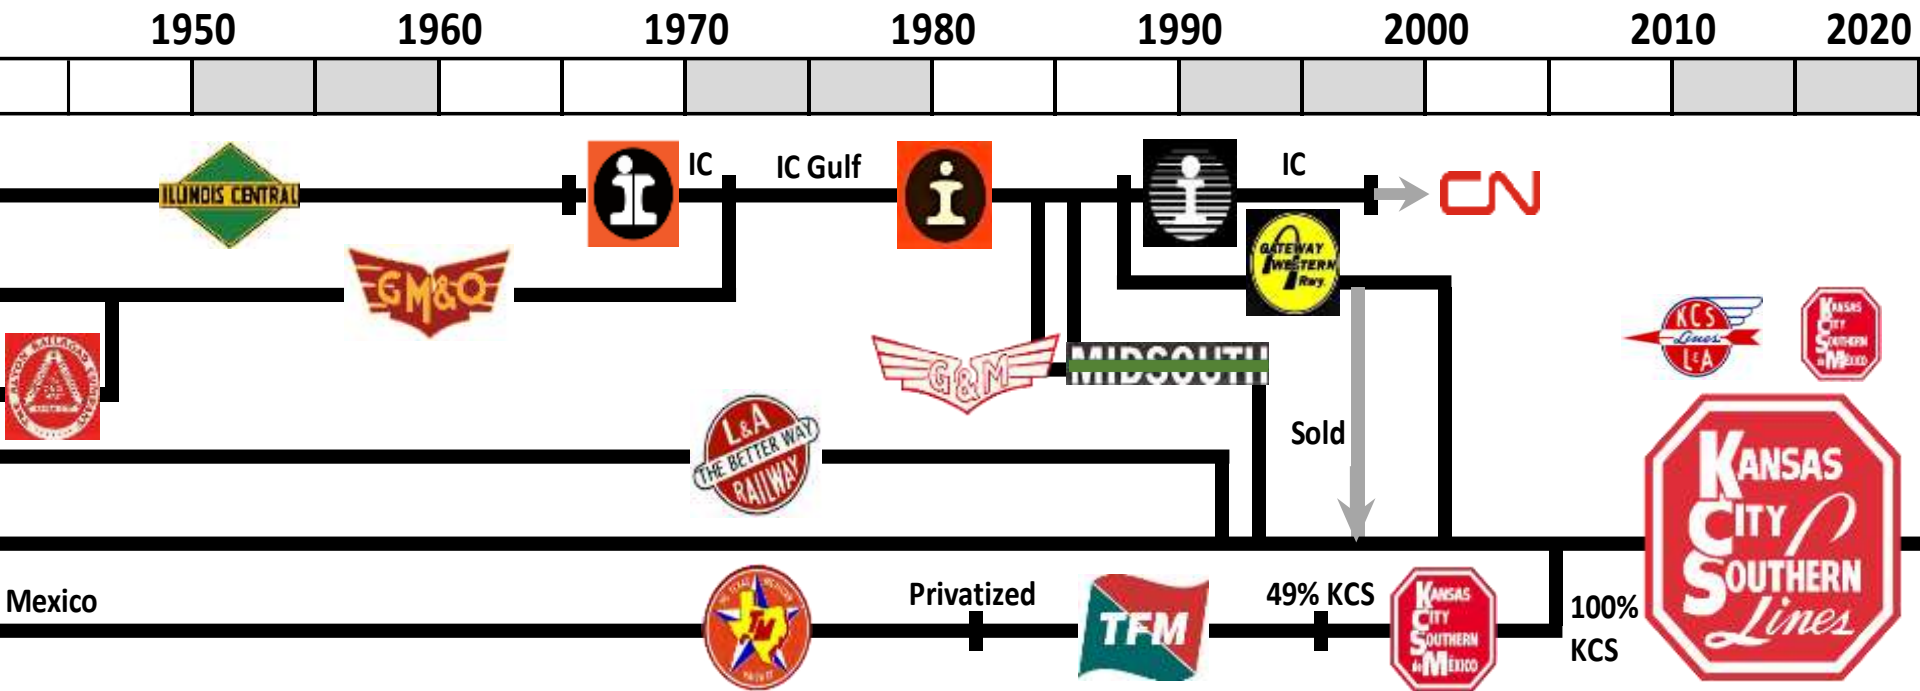 1950 1960 1970 1980 1990 2000 2010 2020
ILLINOIS CENTRAL
IC
IC Gulf
IC
CN
GM&O
GATEWAY
WESTERN
Rwy.
G&M
MIDSOUTH
KCS
Lines
L&A
KANSAS
CITY
SOUTHERN
de MÉXICO
L&A
THE BETTER WAY
RAILWAY
Sold
KANSAS
CITY
SOUTHERN
Lines
Mexico
TM
Privatized
TFM
49% KCS
KANSAS
CITY
SOUTHERN
de MÉXICO
100%
KCS